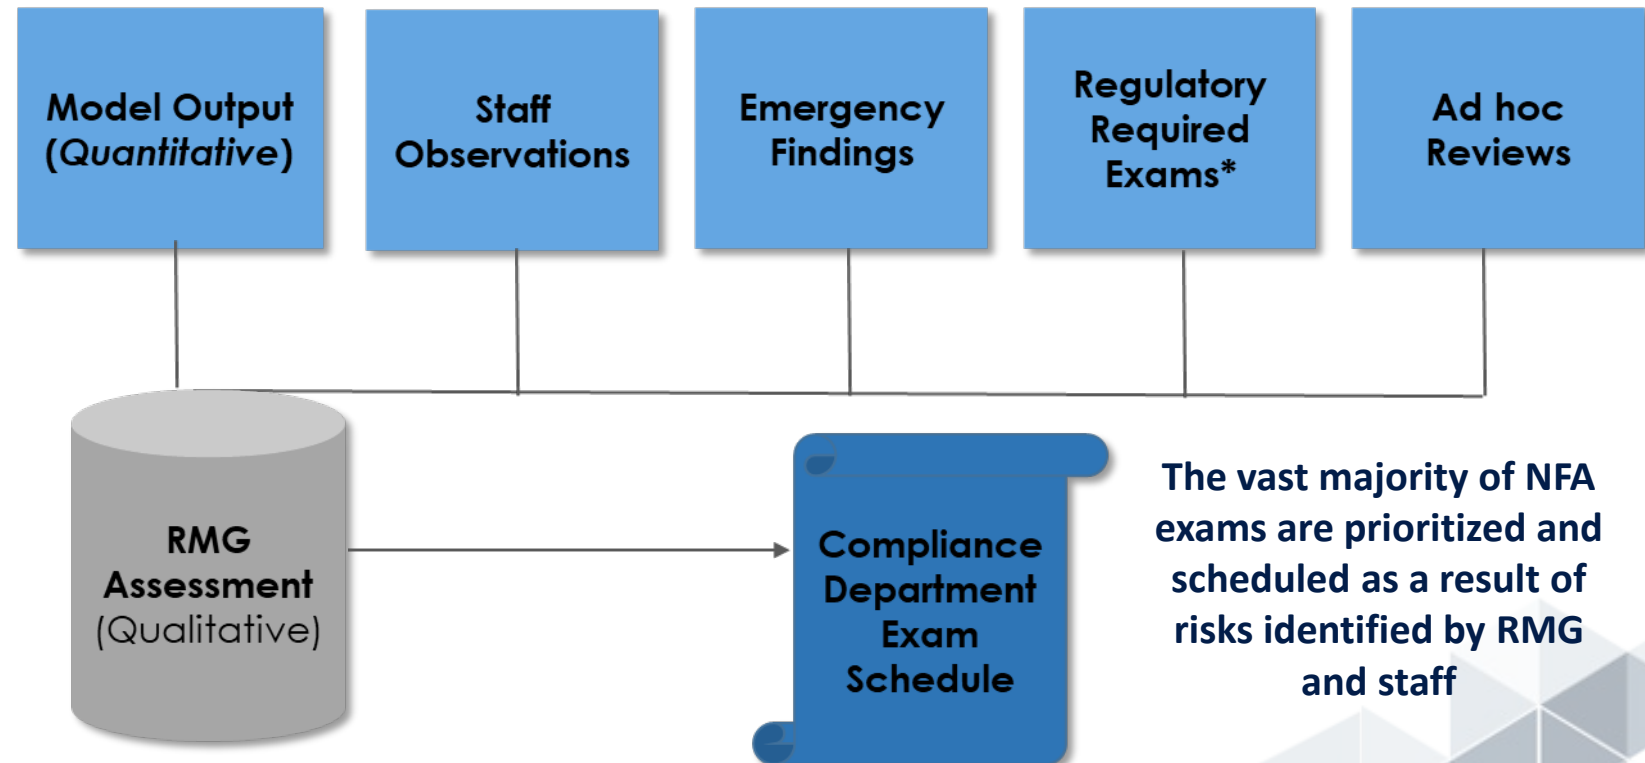 Model Output
(Quantitative)
Staff
Observations
Emergency
Findings
Regulatory
Required
Exams*
Ad hoc
Reviews
RMG
Assessment
(Qualitative)
Compliance
Department
Exam
Schedule
The vast majority of NFA
exams are prioritized and
scheduled as a result of
risks identified by RMG
and staff